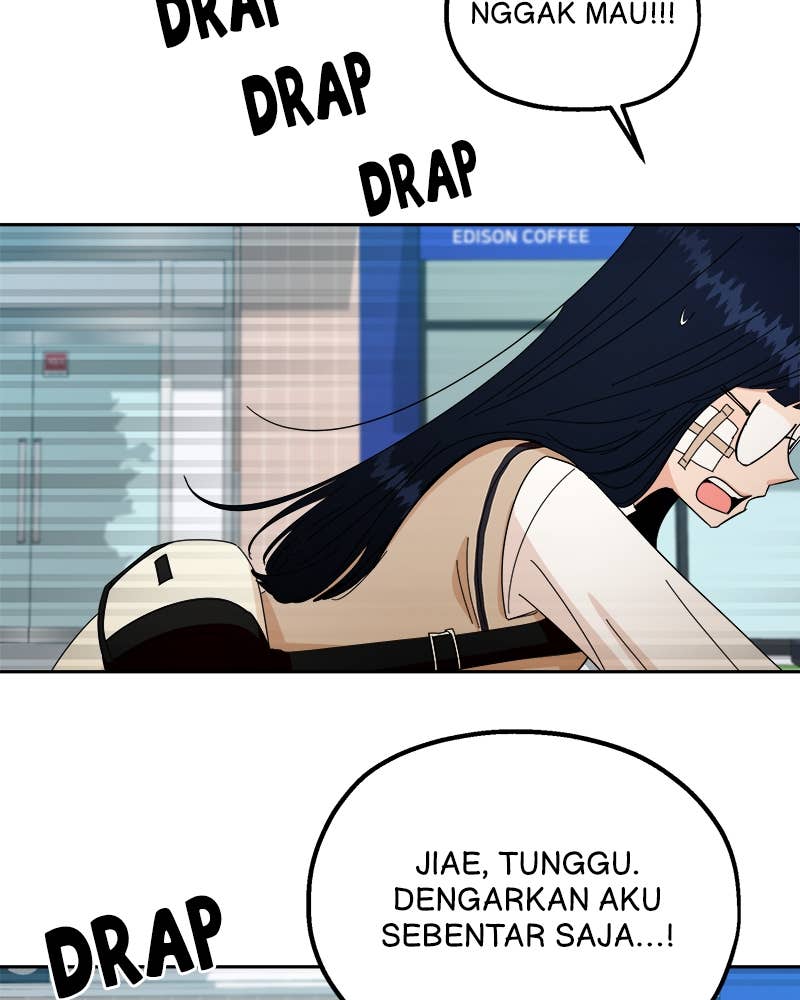 DRAP
NGGAK MAU!!!
DRAP
DRAP
EDISON COFFEE
JIAE, TUNGGU.
DENGARKAN AKU
SEBENTAR SAJA...!
DRAP